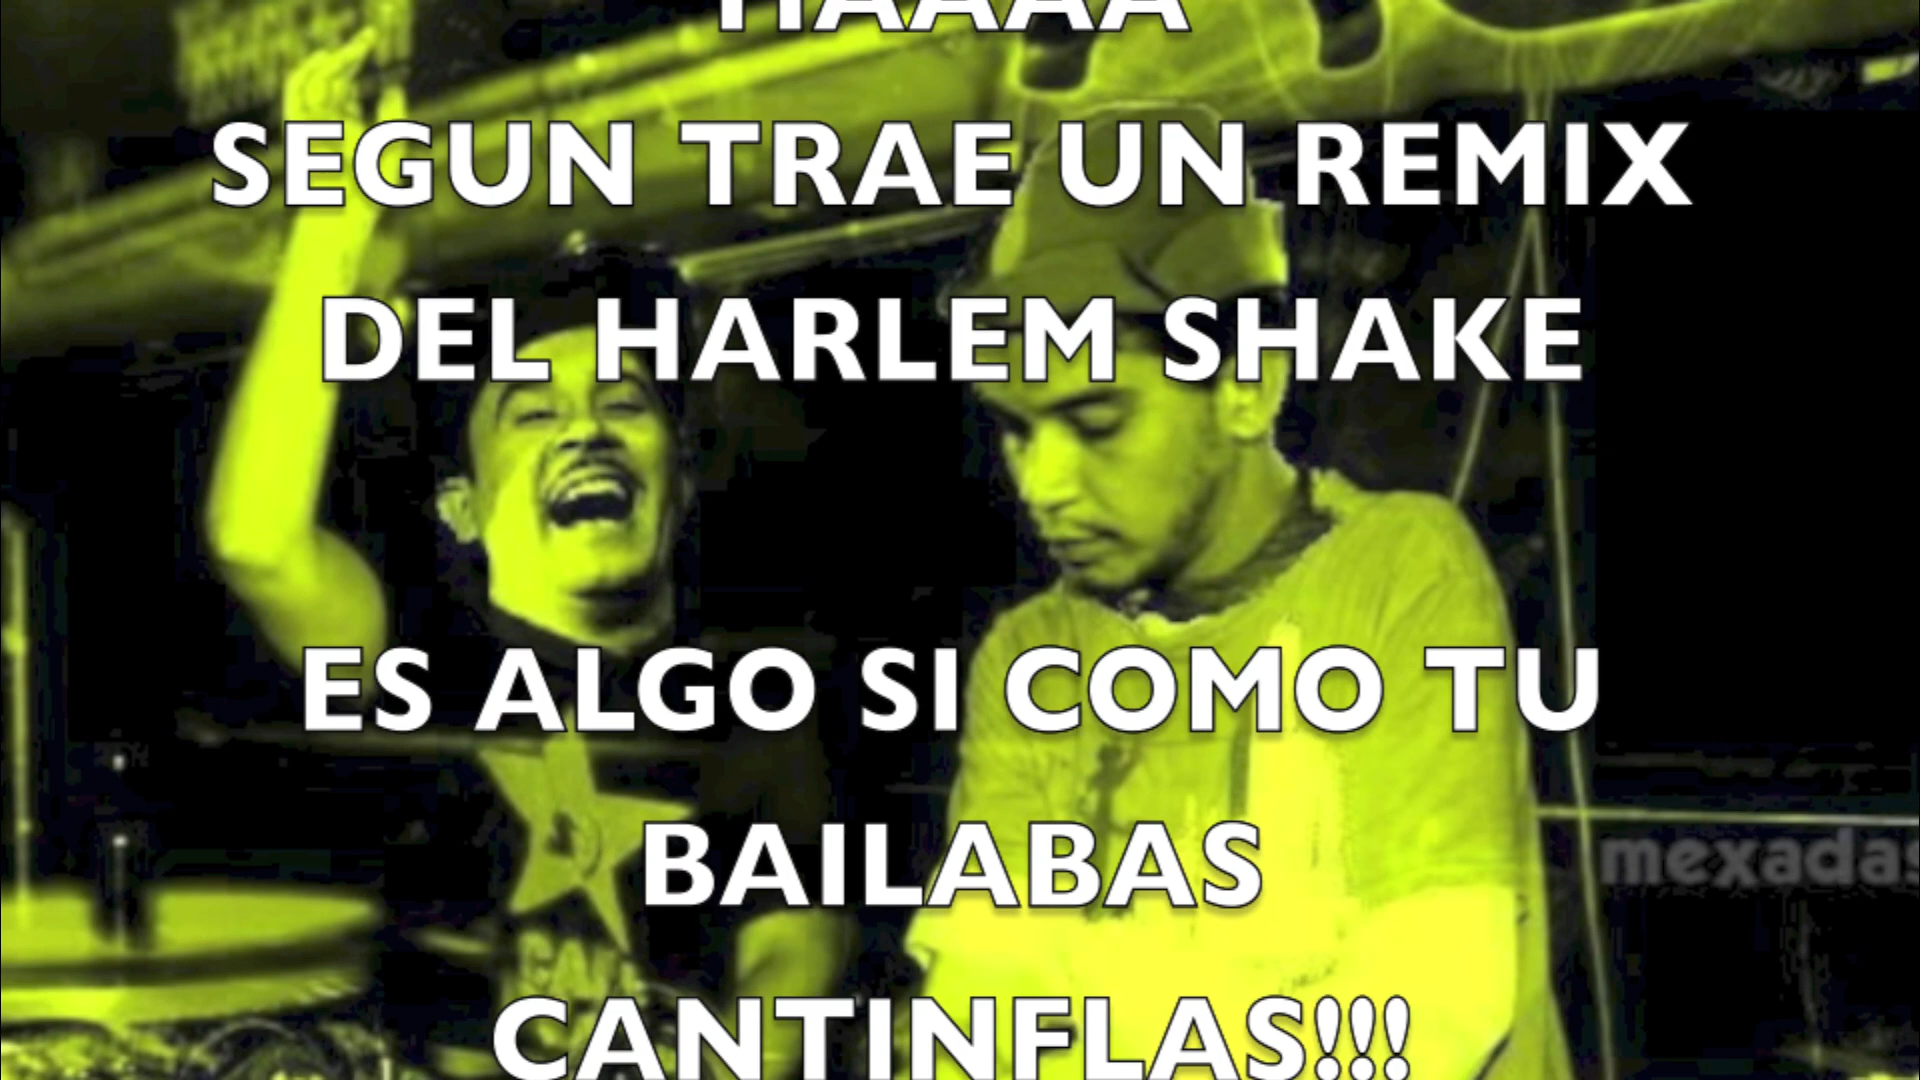 HAAAA
SEGUN TRAE UN REMIX
DEL HARLEM SHAKE
ES ALGO SI COMO TU
BAILABAS
mexadas
CANTINFLAS!!!